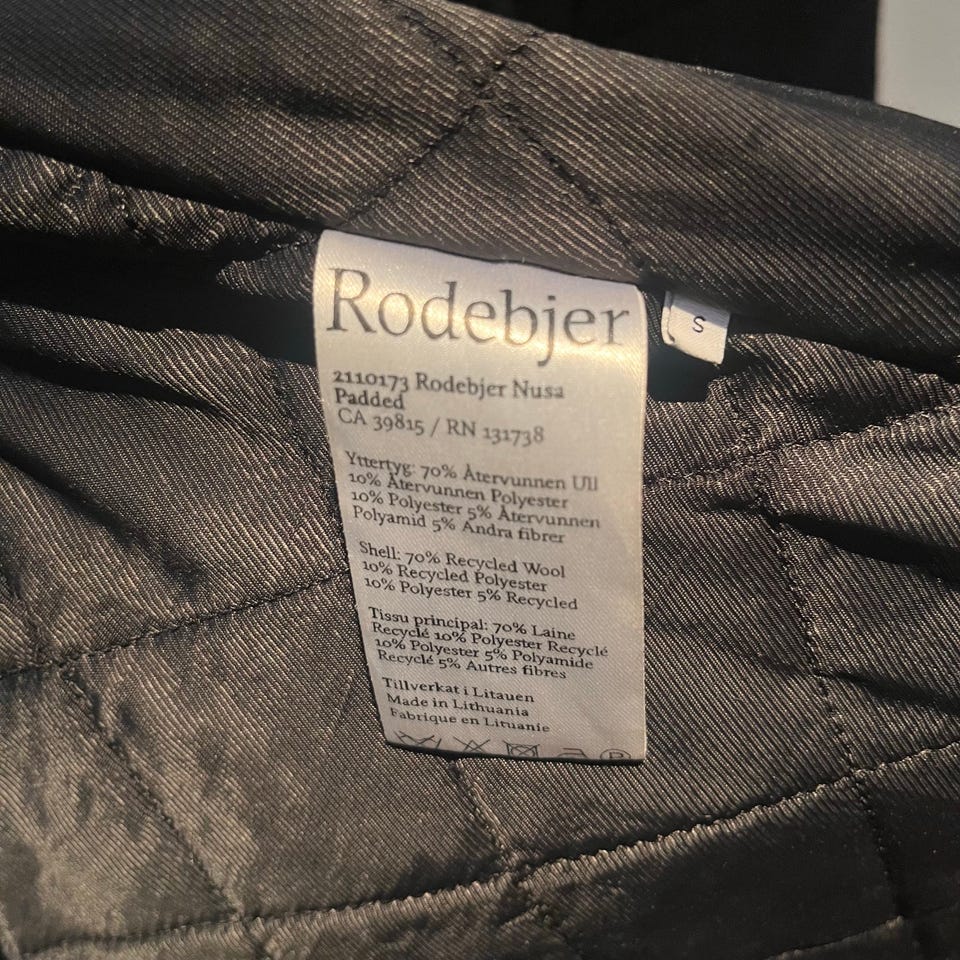 Rodebjer
S
2110173 Rodebjer Nusa
Padded
CA 39815 / RN 131738
Yttertyg: 70% Återvunnen Ull
10% Återvunnen Polyester
10% Polyester 5% Återvunnen
Polyamid 5% Andra fibrer
Shell: 70% Recycled Wool
10% Recycled Polyester
10% Polyester 5% Recycled
Tissu principal: 70% Laine
Recyclé 10% Polyester Recyclé
10% Polyester 5% Polyamide
Recyclé 5% Autres fibres
Tillverkat i Litauen
Made in Lithuania
Fabrique en Lituanie
P